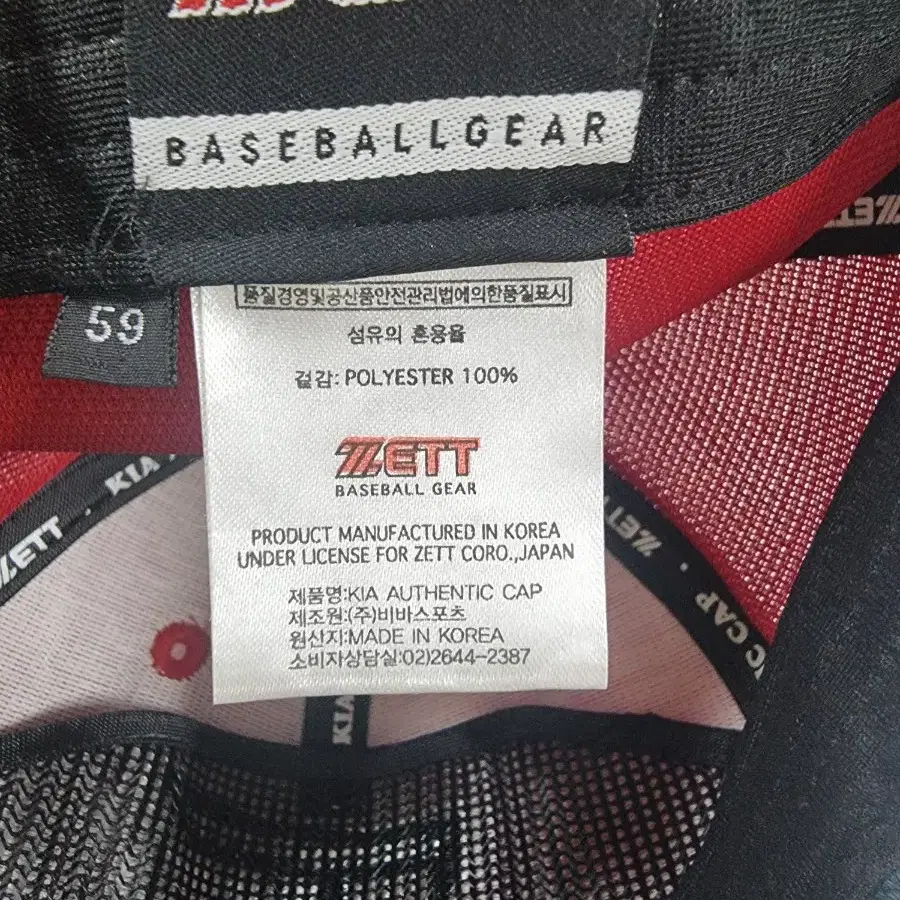 BASEBALLGEAR
59
품질경영및공산품안전관리법에의한품질표시
섬유의 혼용율
겉감: POLYESTER 100%
ZETT
BASEBALL GEAR
PRODUCT MANUFACTURED IN KOREA
UNDER LICENSE FOR ZETT CORO.,JAPAN
제품명:KIA AUTHENTIC CAP
제조원:(주)비바스포츠
원산지:MADE IN KOREA
소비자상담실:02)2644-2387
ZETT · KIA
ZETT
CAP
KIA
ZETT